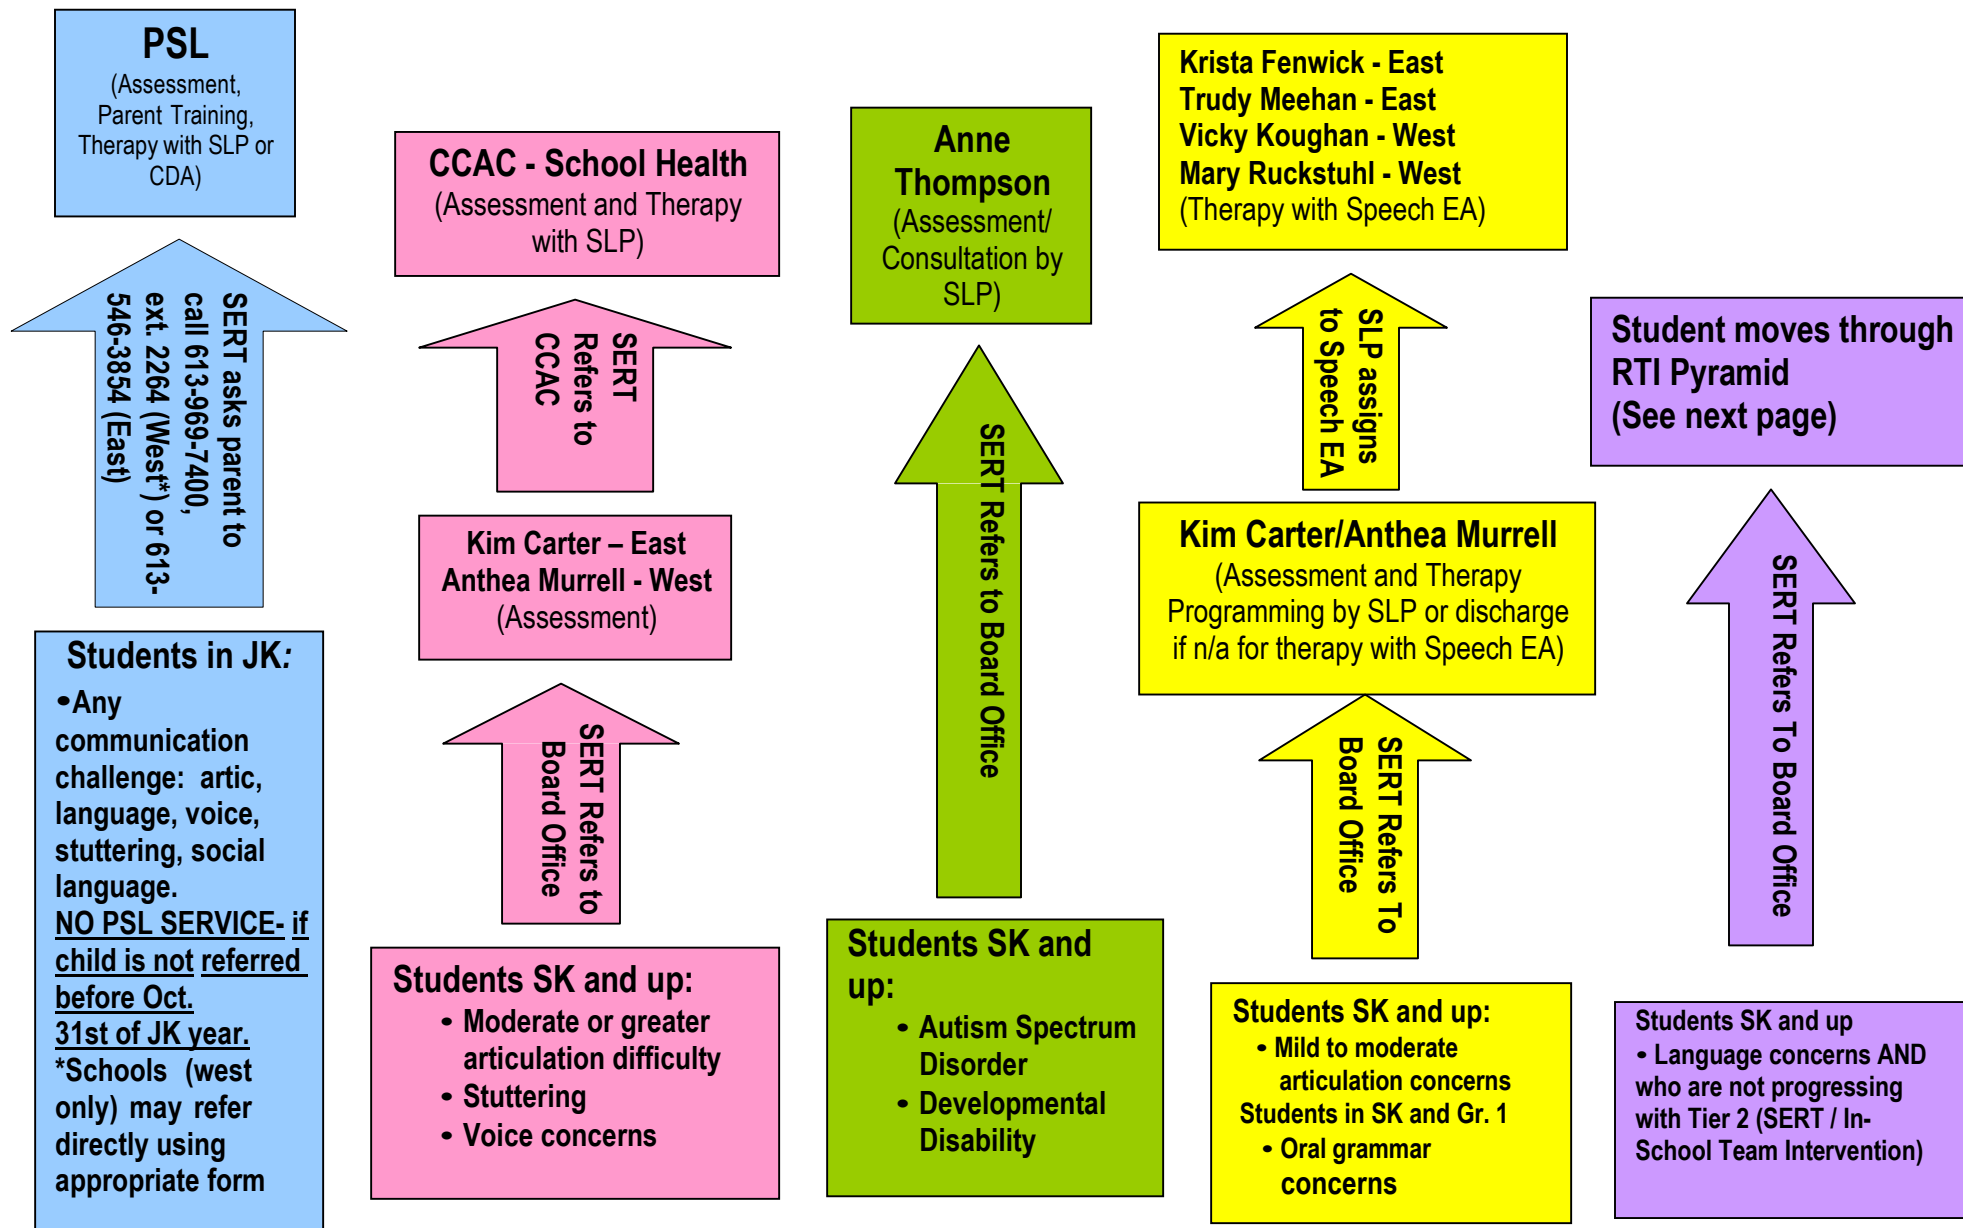 PSL
(Assessment,
Parent Training,
Therapy with SLP or
CDA)
SERT asks parent to
call 613-969-7400,
ext. 2264 (West*) or 613-
546-3854 (East)
Students in JK:
•Any
communication
challenge: artic,
language, voice,
stuttering, social
language.
NO PSL SERVICE- if
child is not referred
before Oct.
31st of JK year.
*Schools (west
only) may refer
directly using
appropriate form
CCAC - School Health
(Assessment and Therapy
with SLP)
SERT
Refers to
CCAC
Kim Carter – East
Anthea Murrell - West
(Assessment)
SERT Refers to
Board Office
Students SK and up:
• Moderate or greater
articulation difficulty
• Stuttering
• Voice concerns
Anne
Thompson
(Assessment/
Consultation by
SLP)
SERT Refers to Board Office
Students SK and
up:
• Autism Spectrum
Disorder
• Developmental
Disability
Krista Fenwick - East
Trudy Meehan - East
Vicky Koughan - West
Mary Ruckstuhl - West
(Therapy with Speech EA)
SLP assigns
to Speech EA
Kim Carter/Anthea Murrell
(Assessment and Therapy
Programming by SLP or discharge
if n/a for therapy with Speech EA)
SERT Refers To
Board Office
Students SK and up:
• Mild to moderate
articulation concerns
Students in SK and Gr. 1
• Oral grammar
concerns
Student moves through
RTI Pyramid
(See next page)
SERT Refers To Board Office
Students SK and up
• Language concerns AND
who are not progressing
with Tier 2 (SERT / In-
School Team Intervention)